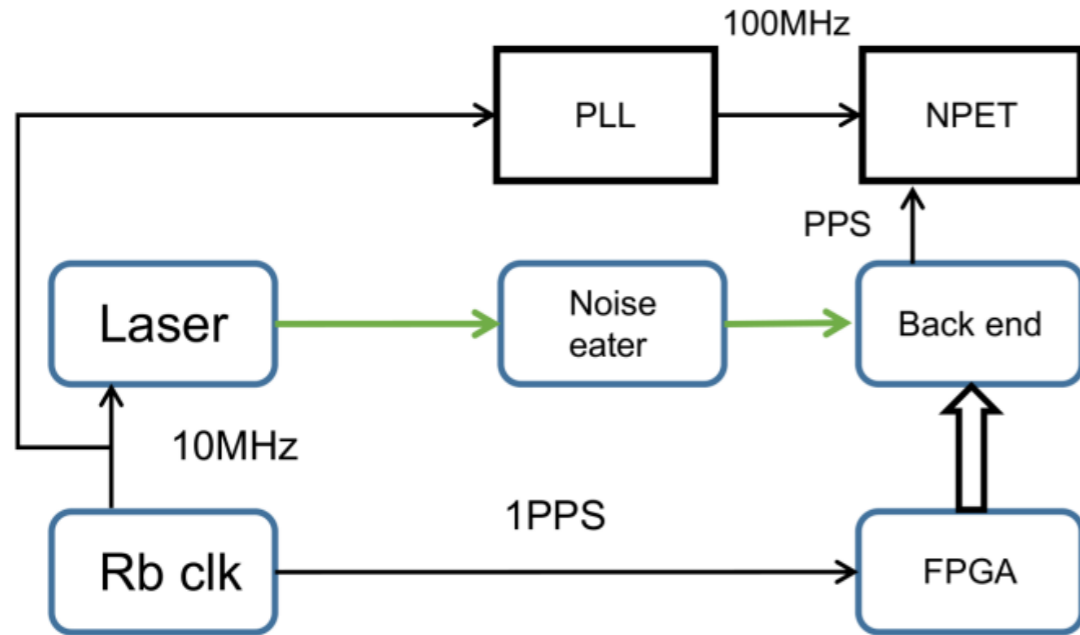 100MHz
PLL
NPET
PPS
Laser
Noise
eater
Back end
10MHz
1PPS
Rb clk
FPGA